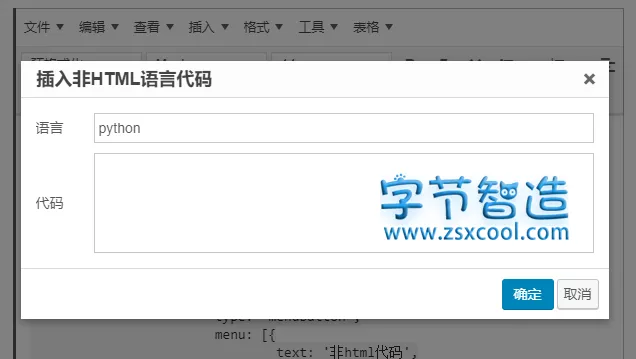 文件 编辑 查看 插入 格式 工具 表格
插入非HTML语言代码
语言 python
代码
字节智造
www.zsxcool.com
确定 取消
menu: [{
text: '非html代码',